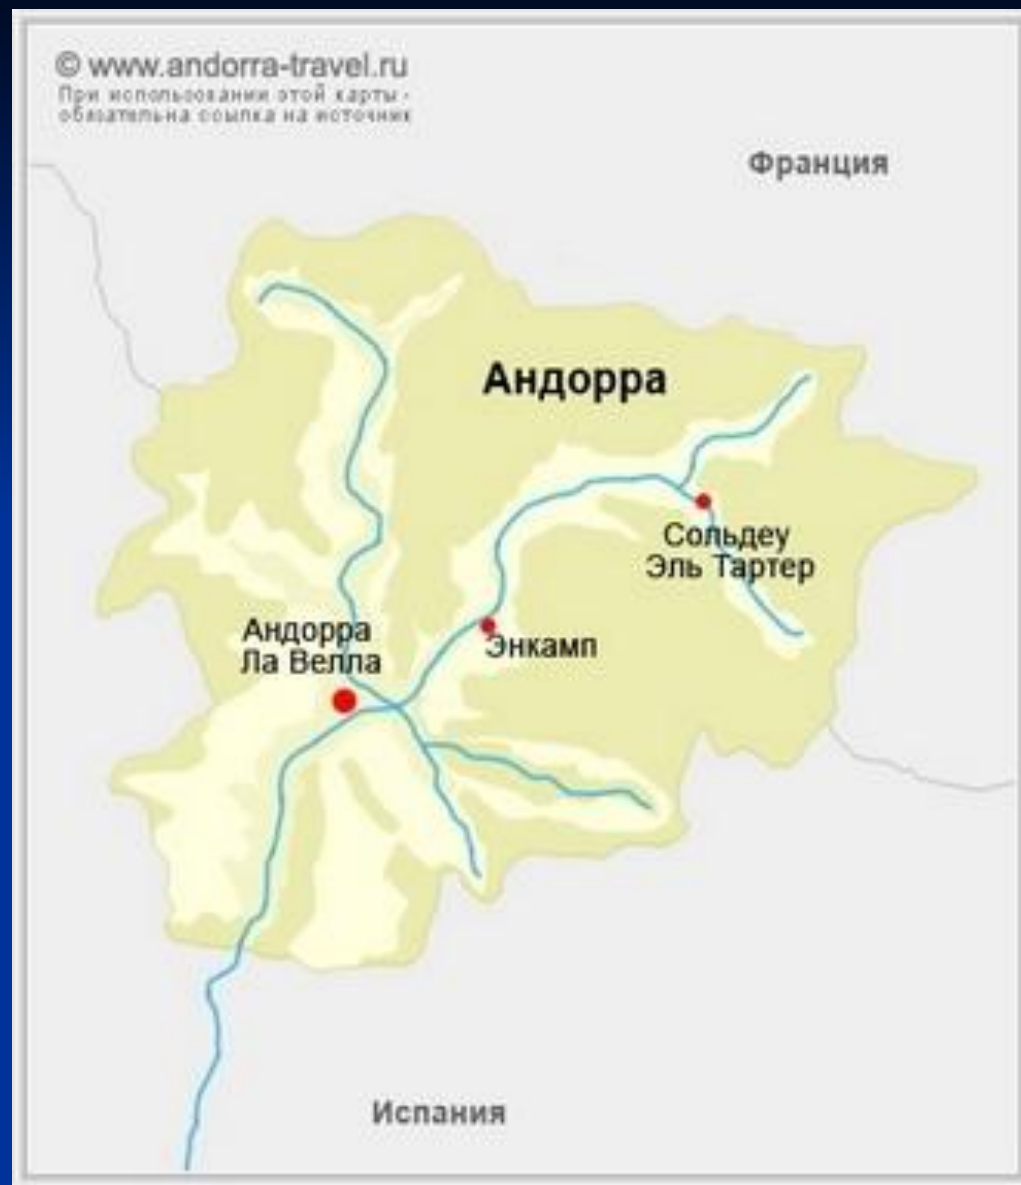 © www.andorra-travel.ru
При использовании этой карты -
обязательна ссылка на источник
Франция
Андорра
Сольдеу
Эль Тартер
Андорра
Ла Велла
Энкамп
Испания